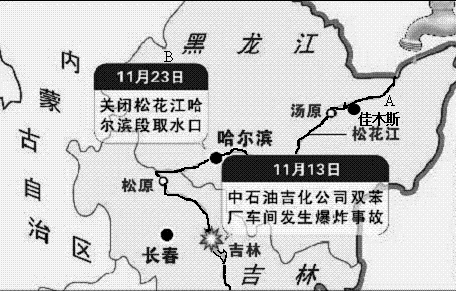 黑龙江
B
内蒙古自治区
11月23日
关闭松花江哈
尔滨段取水口
汤原
A
佳木斯
松花江
哈尔滨
11月13日
中石油吉化公司双苯
厂车间发生爆炸事故
松原
长春
吉林
吉林